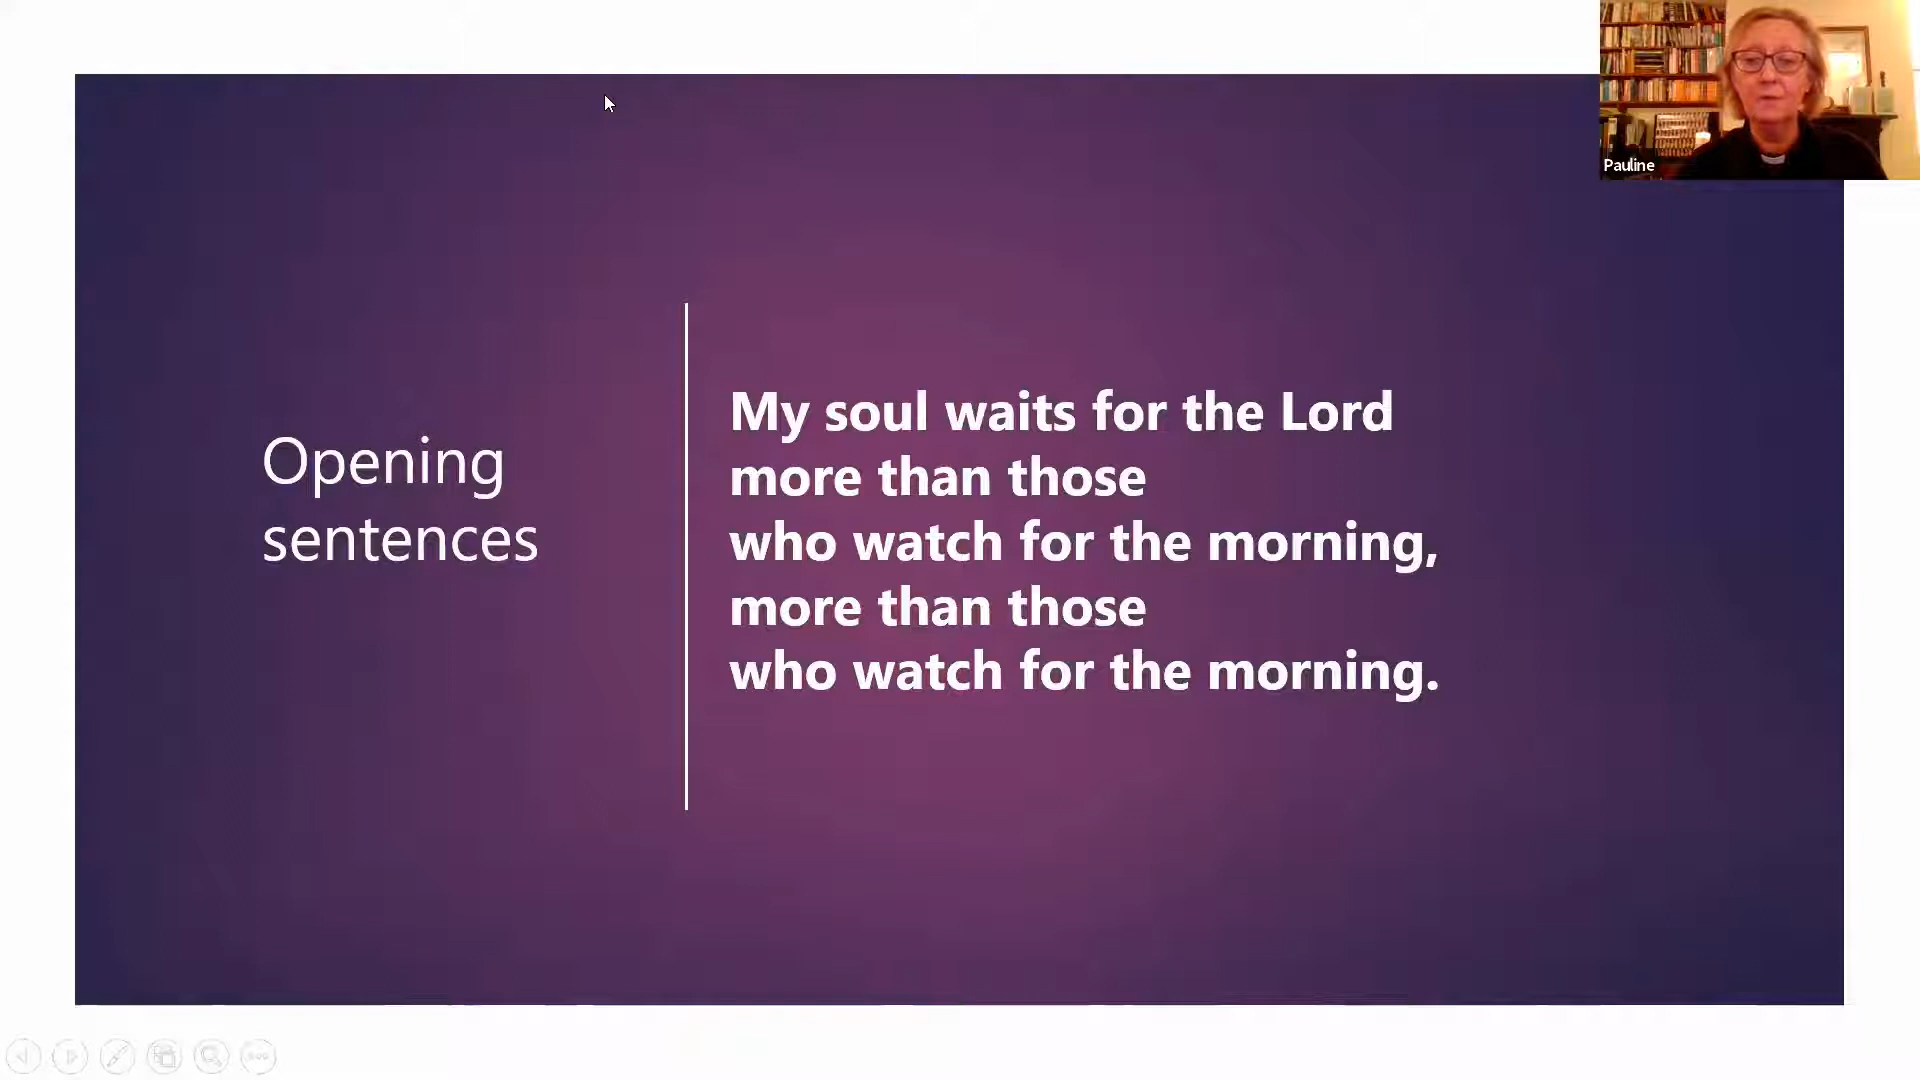 Pauline
Opening
sentences
My soul waits for the Lord
more than those
who watch for the morning,
more than those
who watch for the morning.